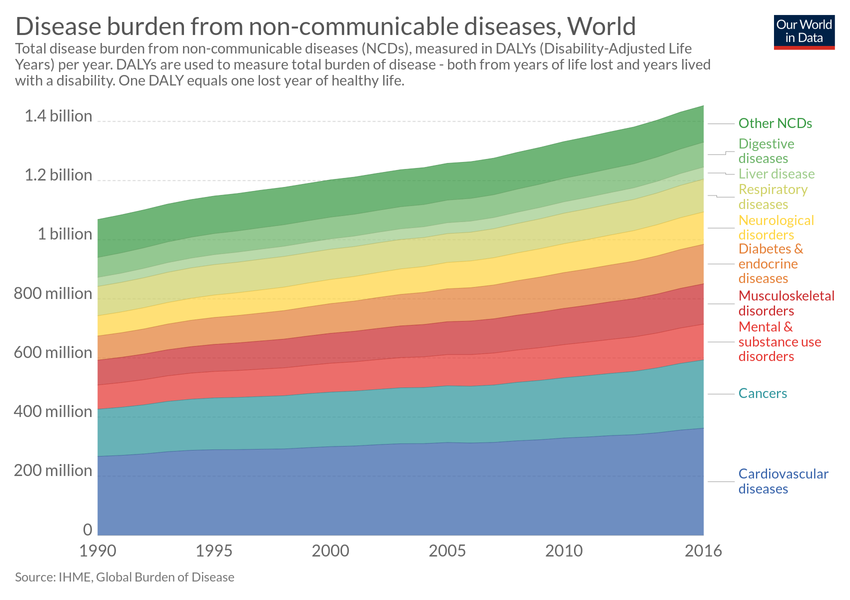 Disease burden from non-communicable diseases, World
Our World
in Data
Total disease burden from non-communicable diseases (NCDs), measured in DALYs (Disability-Adjusted Life
Years) per year. DALYs are used to measure total burden of disease - both from years of life lost and years lived
with a disability. One DALY equals one lost year of healthy life.
1.4 billion
1.2 billion
1 billion
800 million
600 million
400 million
200 million
0
1990
1995
2000
2005
2010
2016
Other NCDs
Digestive
diseases
Liver disease
Respiratory
diseases
Neurological
disorders
Diabetes &
endocrine
diseases
Musculoskeletal
disorders
Mental &
substance use
disorders
Cancers
Cardiovascular
diseases
Source: IHME, Global Burden of Disease